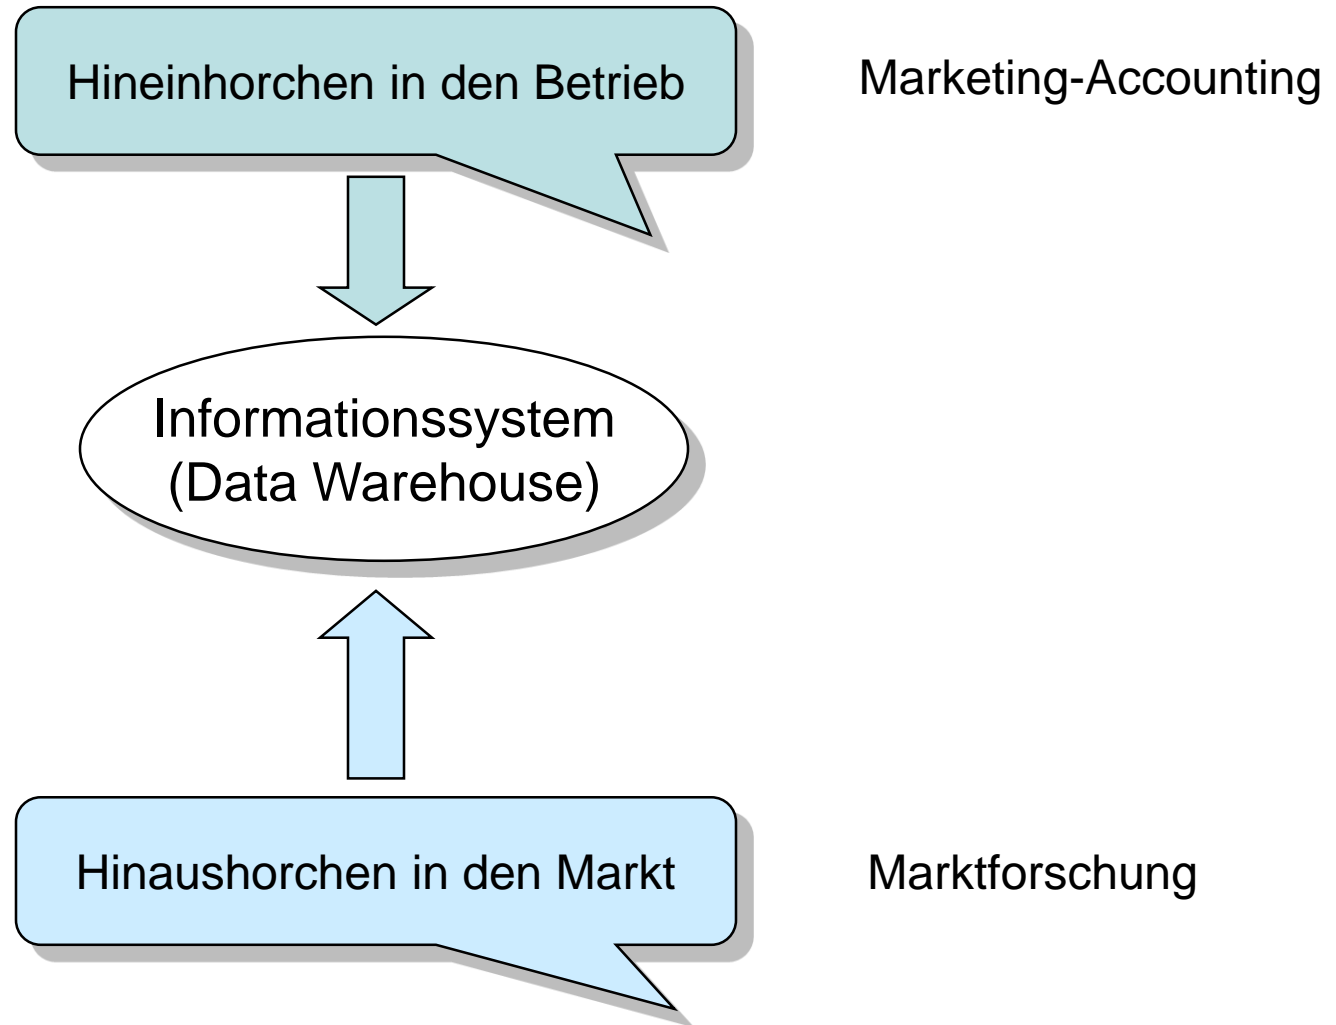 Hineinhorchen in den Betrieb
Marketing-Accounting
Informationssystem
(Data Warehouse)
Hinaushorchen in den Markt
Marktforschung